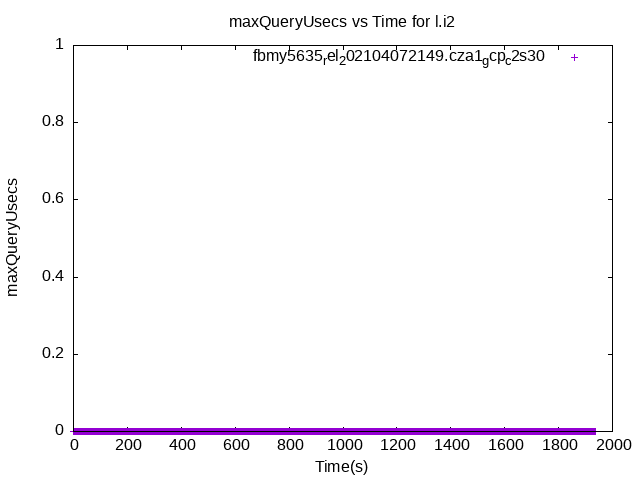 maxQueryUsecs vs Time for l.i2
fbmy5635rel202104072149.cza1gcpc2s30
maxQueryUsecs
1
0.8
0.6
0.4
0.2
0
0 200 400 600 800 1000 1200 1400 1600 1800 2000
Time(s)